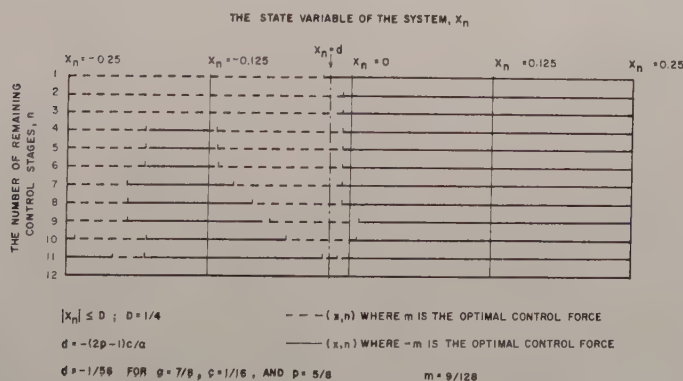 THE STATE VARIABLE OF THE SYSTEM, Xn
Xn=-0.25
Xn=-0.125
Xn=d
Xn=0
Xn=0.125
Xn=0.25
THE NUMBER OF REMAINING
CONTROL STAGES, n
1
2
3
4
5
6
7
8
9
10
11
12
|Xn| ≤ D ; D=1/4
---(x,n) WHERE m IS THE OPTIMAL CONTROL FORCE
d=-(2p-1)c/a
——(x,n) WHERE -m IS THE OPTIMAL CONTROL FORCE
d=-1/56 FOR a=7/8, c=1/16, AND p=5/8
m=9/128